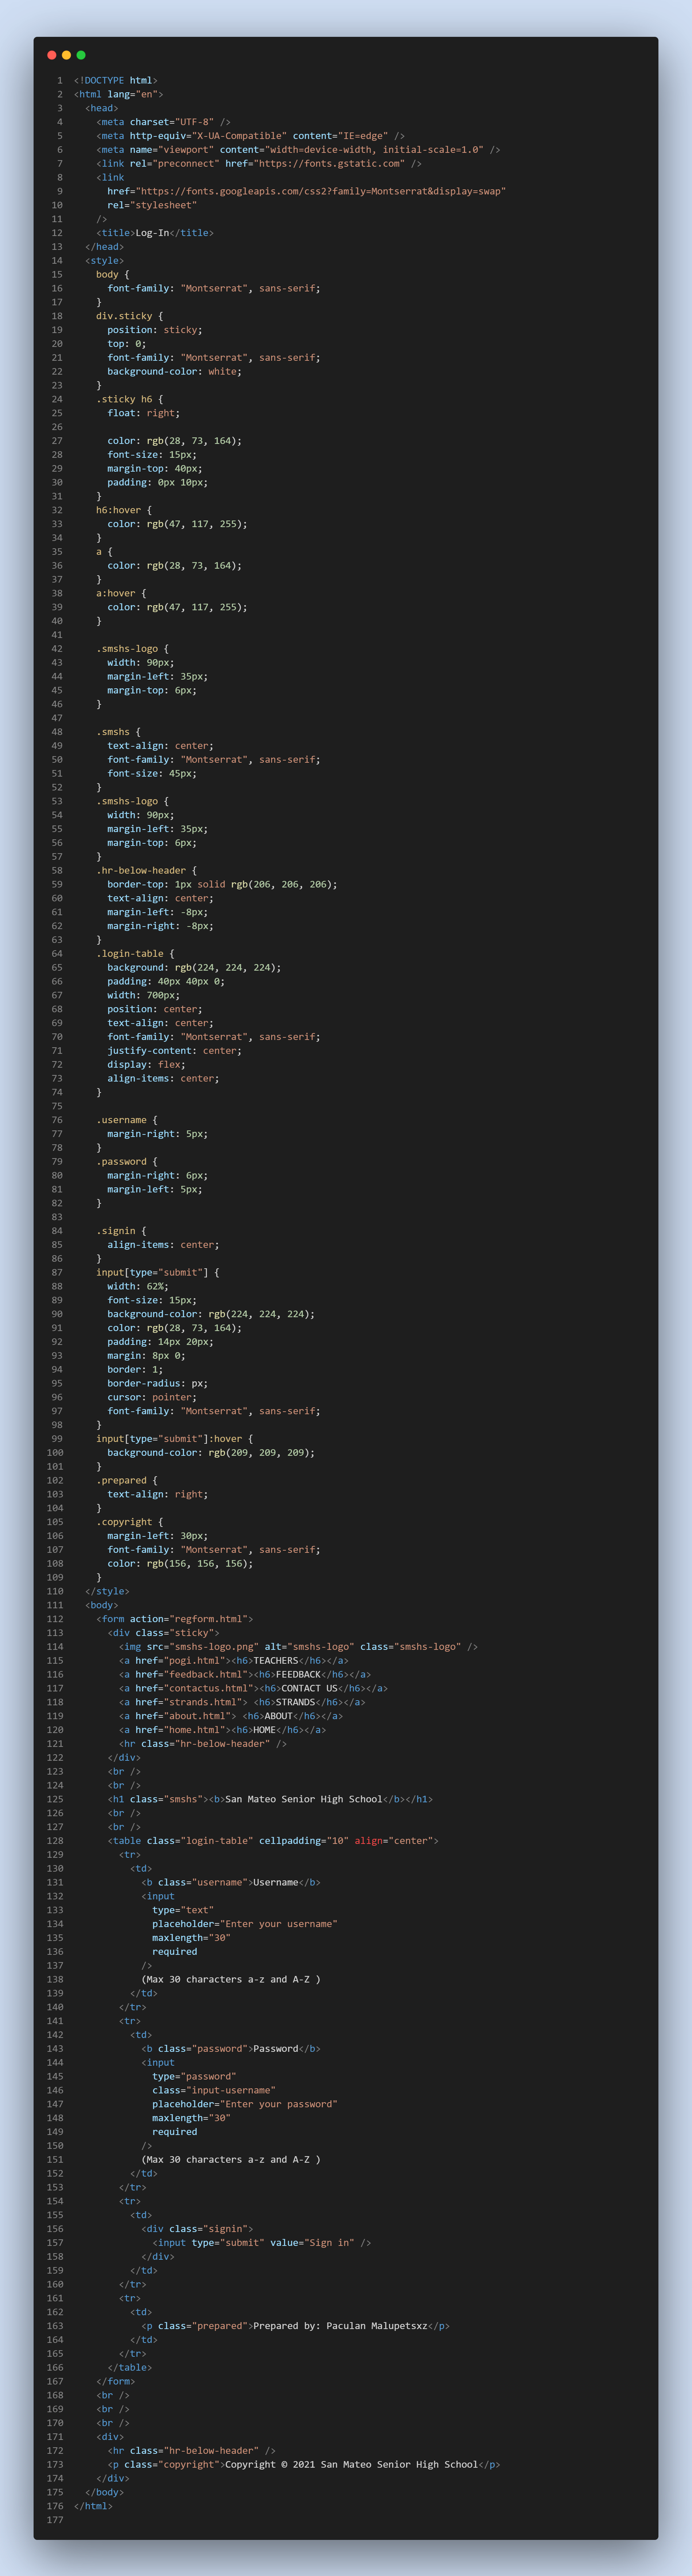 1 <!DOCTYPE html>
2 <html lang="en">
3   <head>
4     <meta charset="UTF-8" />
5     <meta http-equiv="X-UA-Compatible" content="IE=edge" />
6     <meta name="viewport" content="width=device-width, initial-scale=1.0" />
7     <link rel="preconnect" href="https://fonts.gstatic.com" />
8     <link
9       href="https://fonts.googleapis.com/css2?family=Montserrat&display=swap"
10       rel="stylesheet"
11     />
12     <title>Log-In</title>
13   </head>
14   <style>
15     body {
16       font-family: "Montserrat", sans-serif;
17     }
18     div.sticky {
19       position: sticky;
20       top: 0;
21       font-family: "Montserrat", sans-serif;
22       background-color: white;
23     }
24     .sticky h6 {
25       float: right;
26
27       color: rgb(28, 73, 164);
28       font-size: 15px;
29       margin-top: 40px;
30       padding: 0px 10px;
31     }
32     h6:hover {
33       color: rgb(47, 117, 255);
34     }
35     a {
36       color: rgb(28, 73, 164);
37     }
38     a:hover {
39       color: rgb(47, 117, 255);
40     }
41
42     .smshs-logo {
43       width: 90px;
44       margin-left: 35px;
45       margin-top: 6px;
46     }
47
48     .smshs {
49       text-align: center;
50       font-family: "Montserrat", sans-serif;
51       font-size: 45px;
52     }
53     .smshs-logo {
54       width: 90px;
55       margin-left: 35px;
56       margin-top: 6px;
57     }
58     .hr-below-header {
59       border-top: 1px solid rgb(206, 206, 206);
60       text-align: center;
61       margin-left: -8px;
62       margin-right: -8px;
63     }
64     .login-table {
65       background: rgb(224, 224, 224);
66       padding: 40px 40px 0;
67       width: 700px;
68       position: center;
69       text-align: center;
70       font-family: "Montserrat", sans-serif;
71       justify-content: center;
72       display: flex;
73       align-items: center;
74     }
75
76     .username {
77       margin-right: 5px;
78     }
79     .password {
80       margin-right: 6px;
81       margin-left: 5px;
82     }
83
84     .signin {
85       align-items: center;
86     }
87     input[type="submit"] {
88       width: 62%;
89       font-size: 15px;
90       background-color: rgb(224, 224, 224);
91       color: rgb(28, 73, 164);
92       padding: 14px 20px;
93       margin: 8px 0;
94       border: 1;
95       border-radius: px;
96       cursor: pointer;
97       font-family: "Montserrat", sans-serif;
98     }
99     input[type="submit"]:hover {
100       background-color: rgb(209, 209, 209);
101     }
102     .prepared {
103       text-align: right;
104     }
105     .copyright {
106       margin-left: 30px;
107       font-family: "Montserrat", sans-serif;
108       color: rgb(156, 156, 156);
109     }
110   </style>
111   <body>
112     <form action="regform.html">
113       <div class="sticky">
114         <img src="smshs-logo.png" alt="smshs-logo" class="smshs-logo" />
115         <a href="pogi.html"><h6>TEACHERS</h6></a>
116         <a href="feedback.html"><h6>FEEDBACK</h6></a>
117         <a href="contactus.html"><h6>CONTACT US</h6></a>
118         <a href="strands.html"> <h6>STRANDS</h6></a>
119         <a href="about.html"> <h6>ABOUT</h6></a>
120         <a href="home.html"><h6>HOME</h6></a>
121         <hr class="hr-below-header" />
122       </div>
123       <br />
124       <br />
125       <h1 class="smshs"><b>San Mateo Senior High School</b></h1>
126       <br />
127       <br />
128       <table class="login-table" cellpadding="10" align="center">
129         <tr>
130           <td>
131             <b class="username">Username</b>
132             <input
133               type="text"
134               placeholder="Enter your username"
135               maxlength="30"
136               required
137             />
138             (Max 30 characters a-z and A-Z )
139           </td>
140         </tr>
141         <tr>
142           <td>
143             <b class="password">Password</b>
144             <input
145               type="password"
146               class="input-username"
147               placeholder="Enter your password"
148               maxlength="30"
149               required
150             />
151             (Max 30 characters a-z and A-Z )
152           </td>
153         </tr>
154         <tr>
155           <td>
156             <div class="signin">
157               <input type="submit" value="Sign in" />
158             </div>
159           </td>
160         </tr>
161         <tr>
162           <td>
163             <p class="prepared">Prepared by: Paculan Malupetsxz</p>
164           </td>
165         </tr>
166       </table>
167     </form>
168     <br />
169     <br />
170     <br />
171     <div>
172       <hr class="hr-below-header" />
173       <p class="copyright">Copyright © 2021 San Mateo Senior High School</p>
174     </div>
175   </body>
176 </html>
177